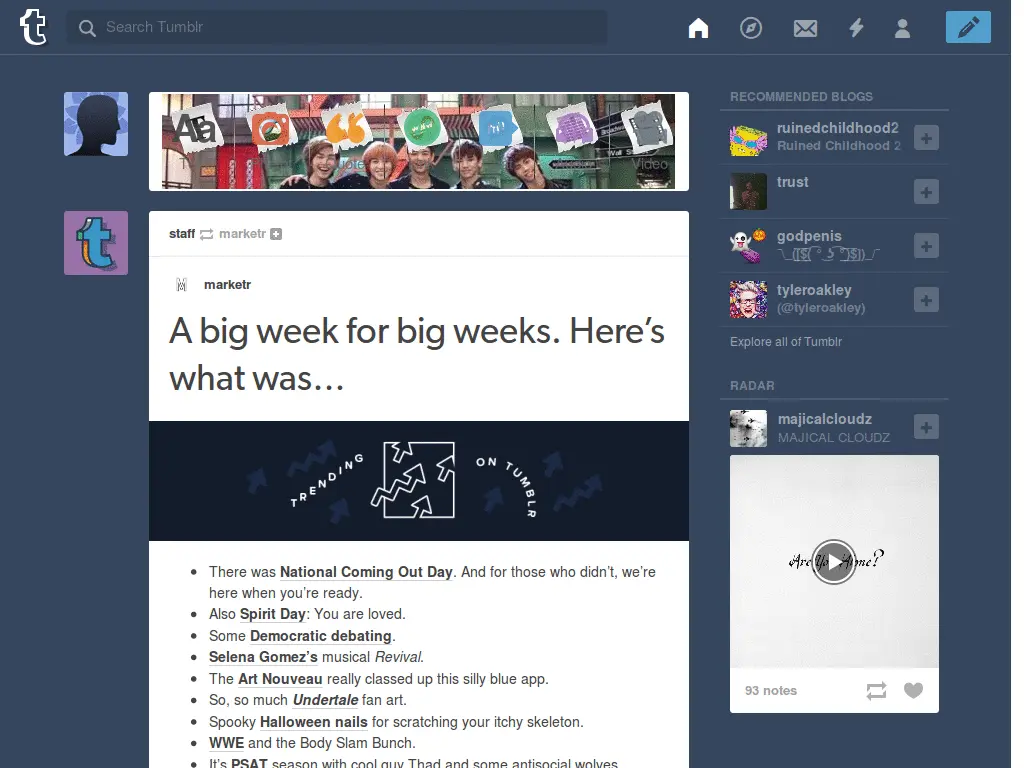 Search Tumblr
Aa
Video
staff marketr
marketr
A big week for big weeks. Here’s
what was...
TRENDING ON TUMBLR
There was National Coming Out Day. And for those who didn’t, we’re
here when you’re ready.
Also Spirit Day: You are loved.
Some Democratic debating.
Selena Gomez’s musical Revival.
The Art Nouveau really classed up this silly blue app.
So, so much Undertale fan art.
Spooky Halloween nails for scratching your itchy skeleton.
WWE and the Body Slam Bunch.
It’s PSAT season with cool guy Thad and some antisocial wolves.
RECOMMENDED BLOGS
ruinedchildhood2
Ruined Childhood 2
trust
godpenis
tyleroakley
(@tyleroakley)
Explore all of Tumblr
RADAR
majicalcloudz
MAJICAL CLOUDZ
Are You Alone?
93 notes